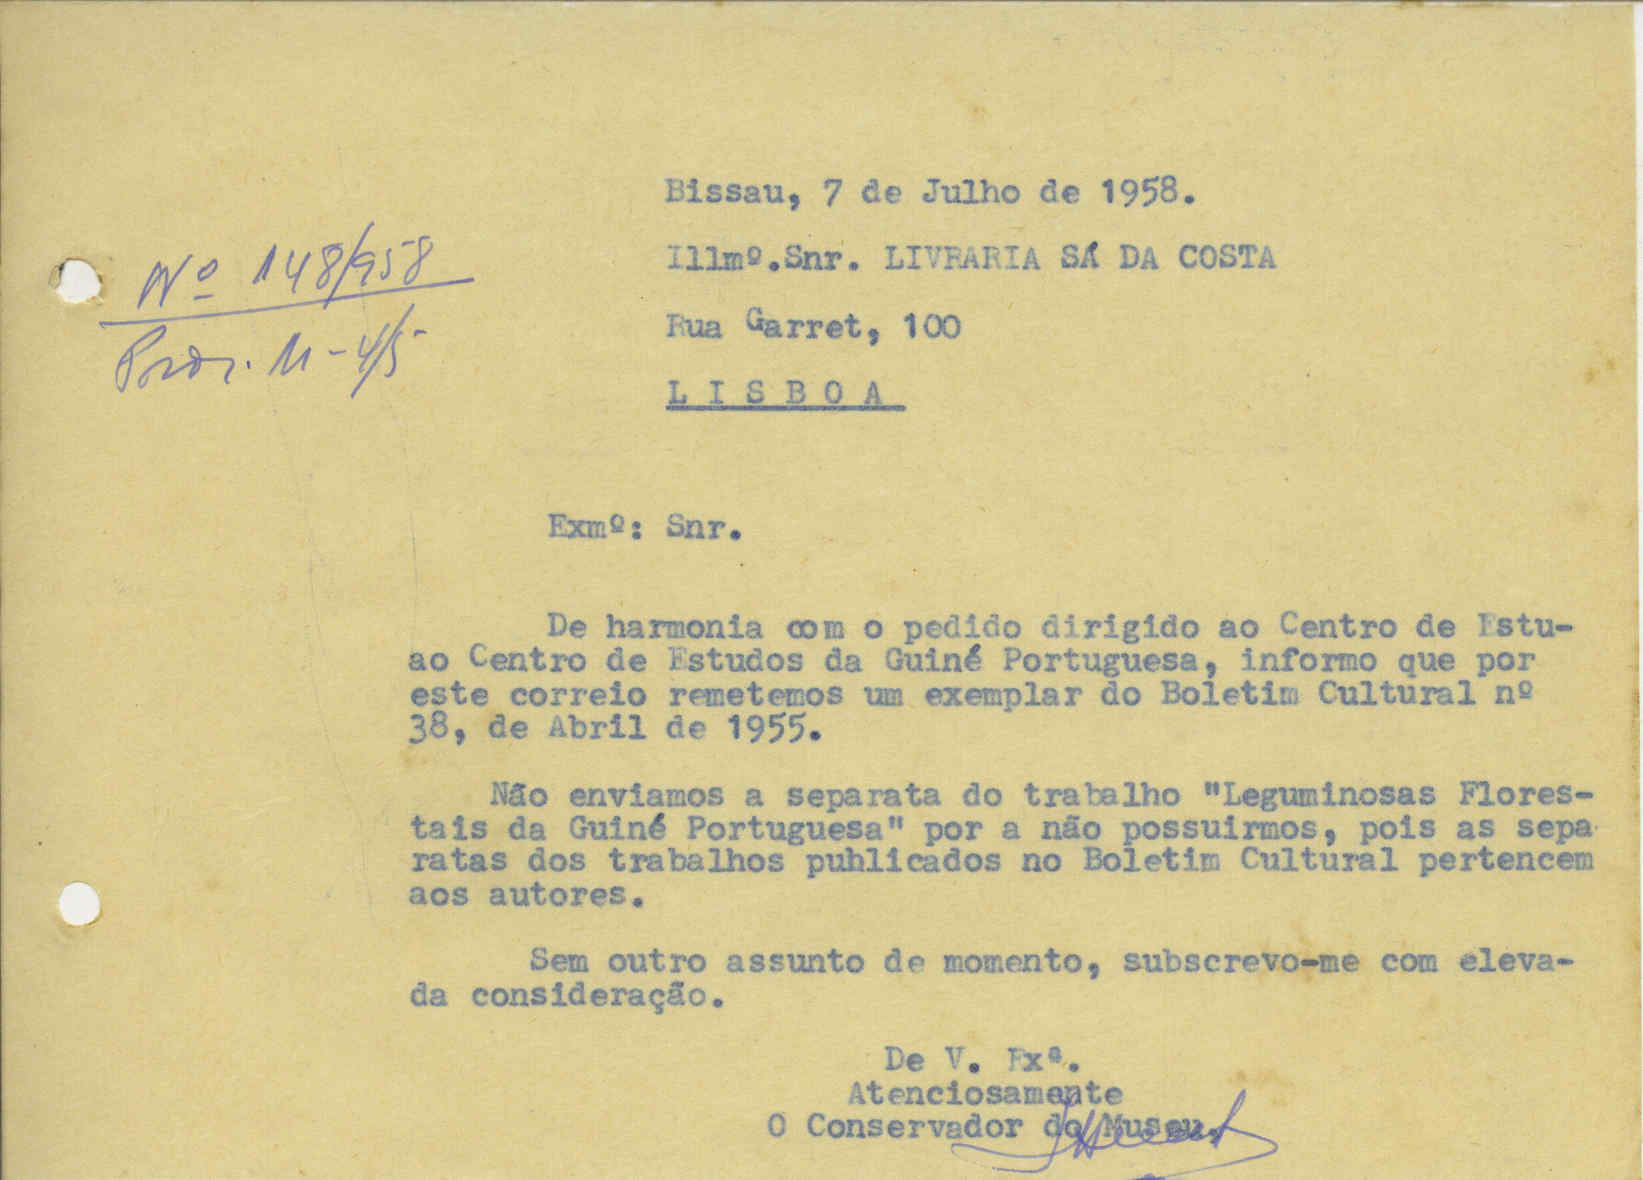 Bissau, 7 de Julho de 1958.
Illmº.Snr. LIVRARIA SÁ DA COSTA
Nº 148/958
Rua Garret, 100
11-4/5
L I S B O A
Exmº: Snr.
De harmonia com o pedido dirigido ao Centro de Estu-
ao Centro de Estudos da Guiné Portuguesa, informo que por
este correio remetemos um exemplar do Boletim Cultural nº
38, de Abril de 1955.
Não enviamos a separata do trabalho "Leguminosas Flores-
tais da Guiné Portuguesa" por a não possuirmos, pois as sepa-
ratas dos trabalhos puhlicados no Boletim Cultural pertencem
aos autores.
Sem outro assunto de momento, subscrevo-me com eleva-
da consideração.
De V. Exª.
Atenciosamente
O Conservador do Museu,